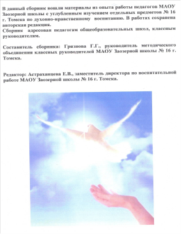 В данный сборник вошли материалы из опыта работы педагогов МАОУ
Заозерной школы с углубленным изучением отдельных предметов № 16
г. Томска по духовно-нравственному воспитанию. В работах сохранена
авторская редакция.
Сборник адресован педагогам общеобразовательных школ, классным
руководителям.
Составитель сборника: Грязнова Г.Г., руководитель методического
объединения классных руководителей МАОУ Заозерной школы № 16 г.
Томска.
Редактор: Астраханцева Е.В., заместитель директора по воспитательной
работе МАОУ Заозерной школы № 16 г. Томска.